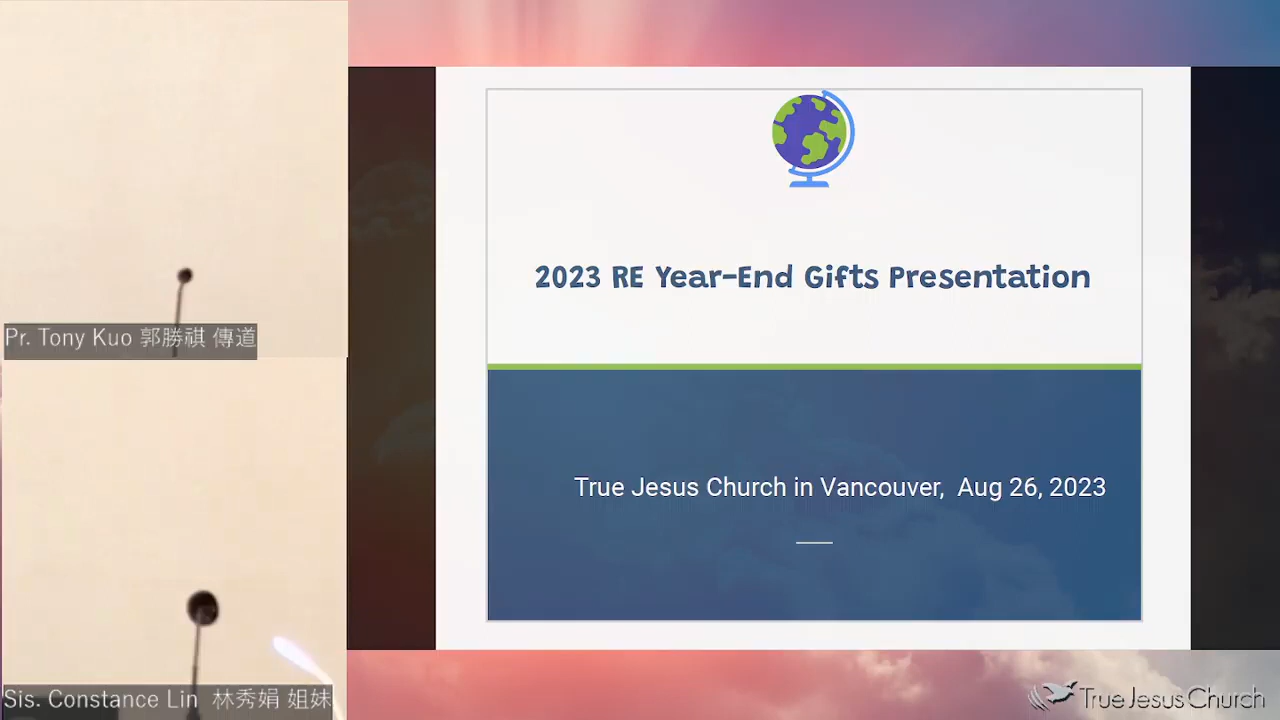 Pr. Tony Kuo 郭勝祺 傳道
Sis. Constance Lin 林秀娟 姐妹
2023 RE Year-End Gifts Presentation
True Jesus Church in Vancouver, Aug 26, 2023
True Jesus Church